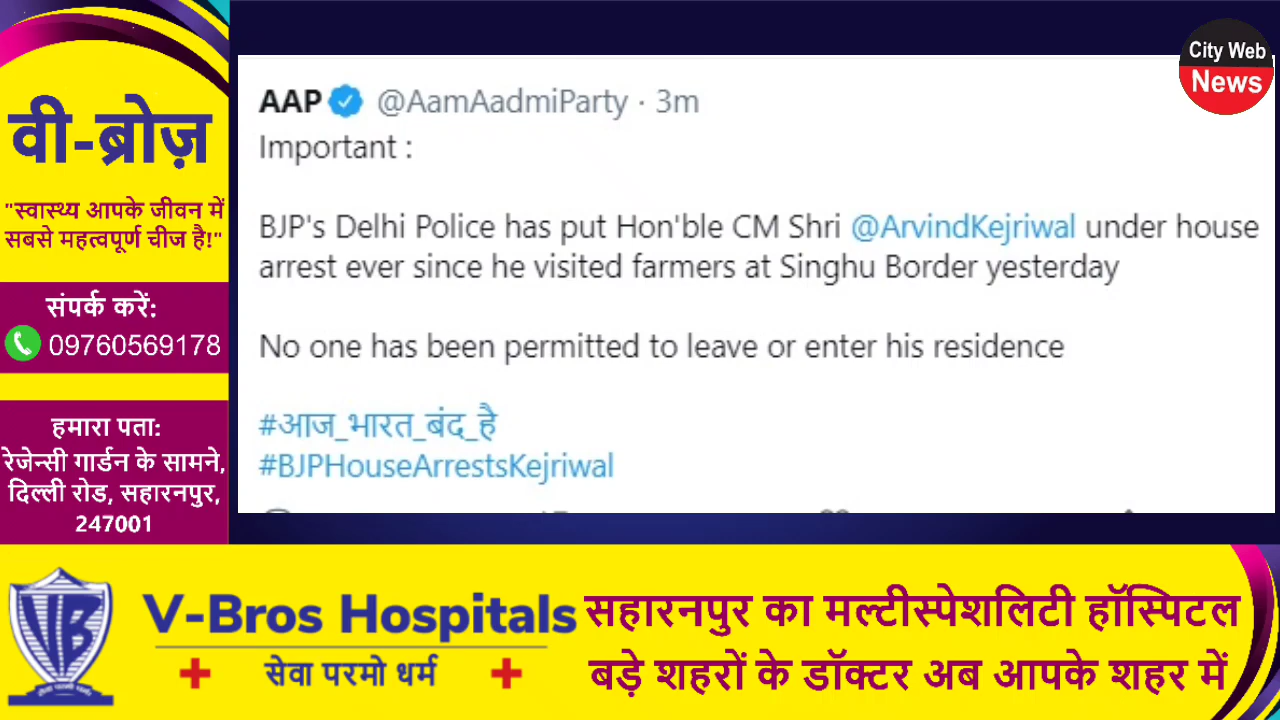 वी-ब्रोज़
"स्वास्थ्य आपके जीवन में
सबसे महत्वपूर्ण चीज है!"
संपर्क करें:
09760569178
हमारा पता:
रेजेन्सी गार्डन के सामने,
दिल्ली रोड, सहारनपुर,
247001
City Web
News
AAP @AamAadmiParty · 3m
Important :
BJP's Delhi Police has put Hon'ble CM Shri @ArvindKejriwal under house
arrest ever since he visited farmers at Singhu Border yesterday
No one has been permitted to leave or enter his residence
#आज_भारत_बंद_है
#BJPHouseArrestsKejriwal
VB
V-Bros Hospitals
सेवा परमो धर्म
सहारनपुर का मल्टीस्पेशलिटी हॉस्पिटल
बड़े शहरों के डॉक्टर अब आपके शहर में